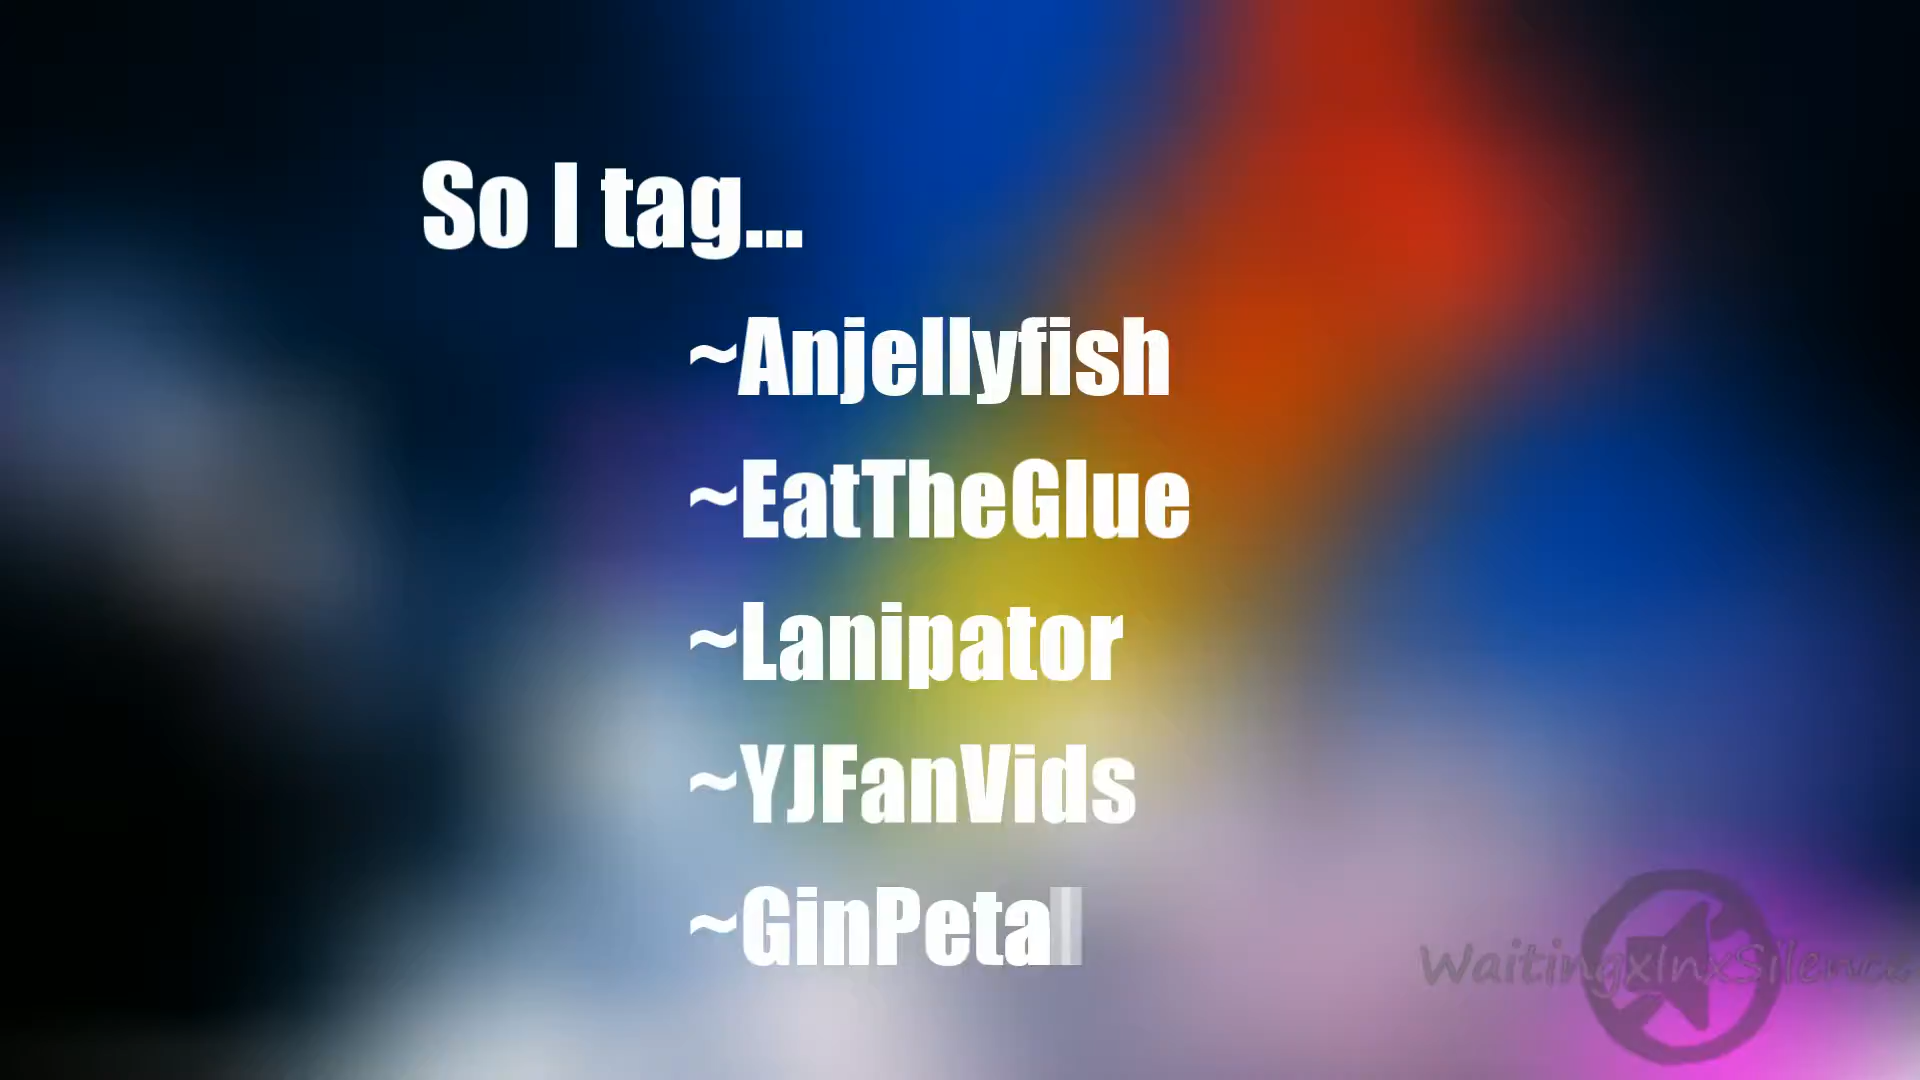 So I tag...
~Anjellyfish
~EatTheGlue
~Lanipator
~YJFanVids
~GinPetal
WaitingxInxSilence